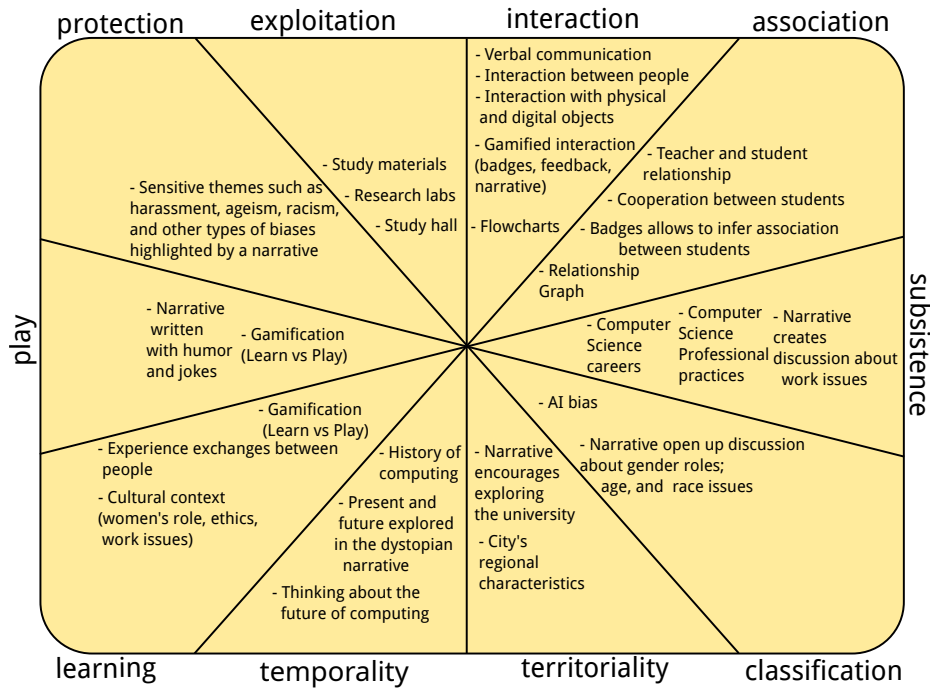 protection
exploitation
interaction
association
- Verbal communication
- Interaction between people
- Interaction with physical
and digital objects
- Gamified interaction
(badges, feedback,
narrative)
- Flowcharts
- Study materials
- Research labs
- Study hall
- Sensitive themes such as
harassment, ageism, racism,
and other types of biases
highlighted by a narrative
- Teacher and student
relationship
- Cooperation between students
- Badges allows to infer association
between students
- Relationship
Graph
play
- Narrative
written
with humor
and jokes
- Gamification
(Learn vs Play)
- Computer
Science
careers
- Computer
Science
Professional
practices
- Narrative
creates
discussion about
work issues
subsistence
- Gamification
(Learn vs Play)
- Experience exchanges between
people
- Cultural context
(women's role, ethics,
work issues)
- History of
computing
- Present and
future explored
in the dystopian
narrative
- Thinking about the
future of computing
- Narrative
encourages
exploring
the university
- City's
regional
characteristics
- AI bias
- Narrative open up discussion
about gender roles;
age, and race issues
learning
temporality
territoriality
classification